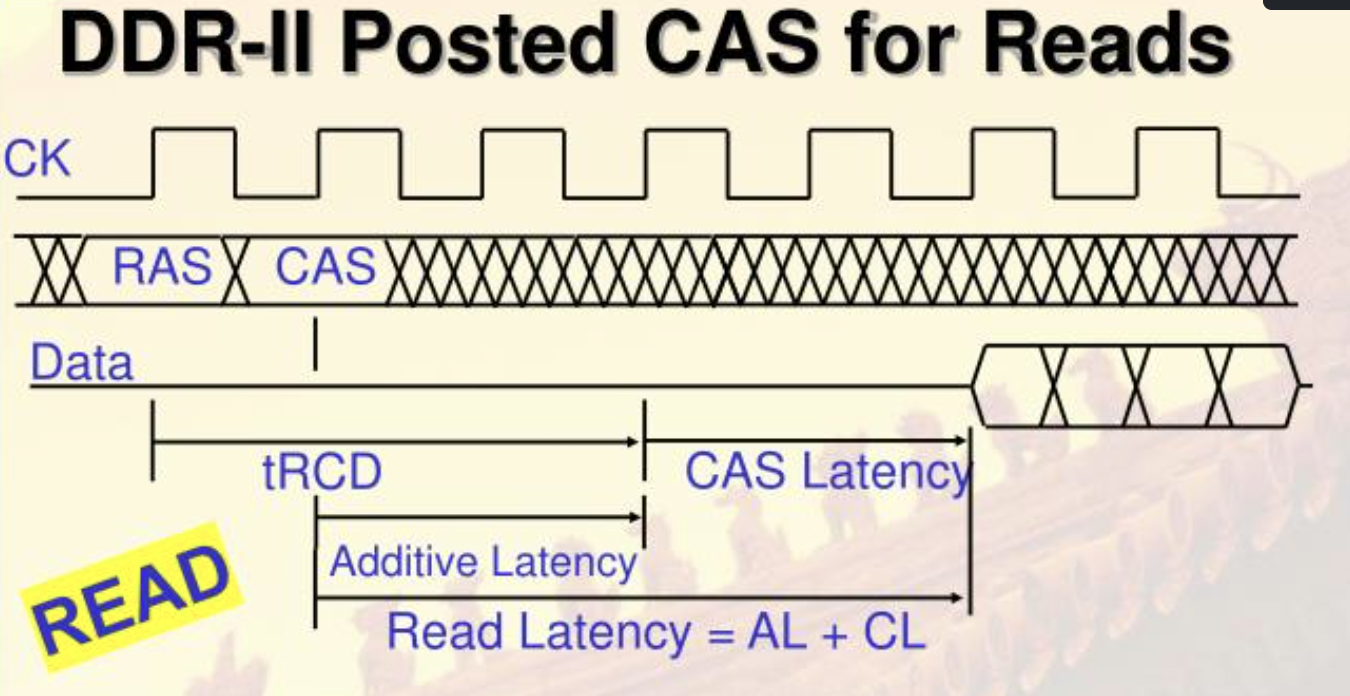 DDR-II Posted CAS for Reads
CK
RAS CAS
Data
tRCD
CAS Latency
Additive Latency
READ
Read Latency = AL + CL